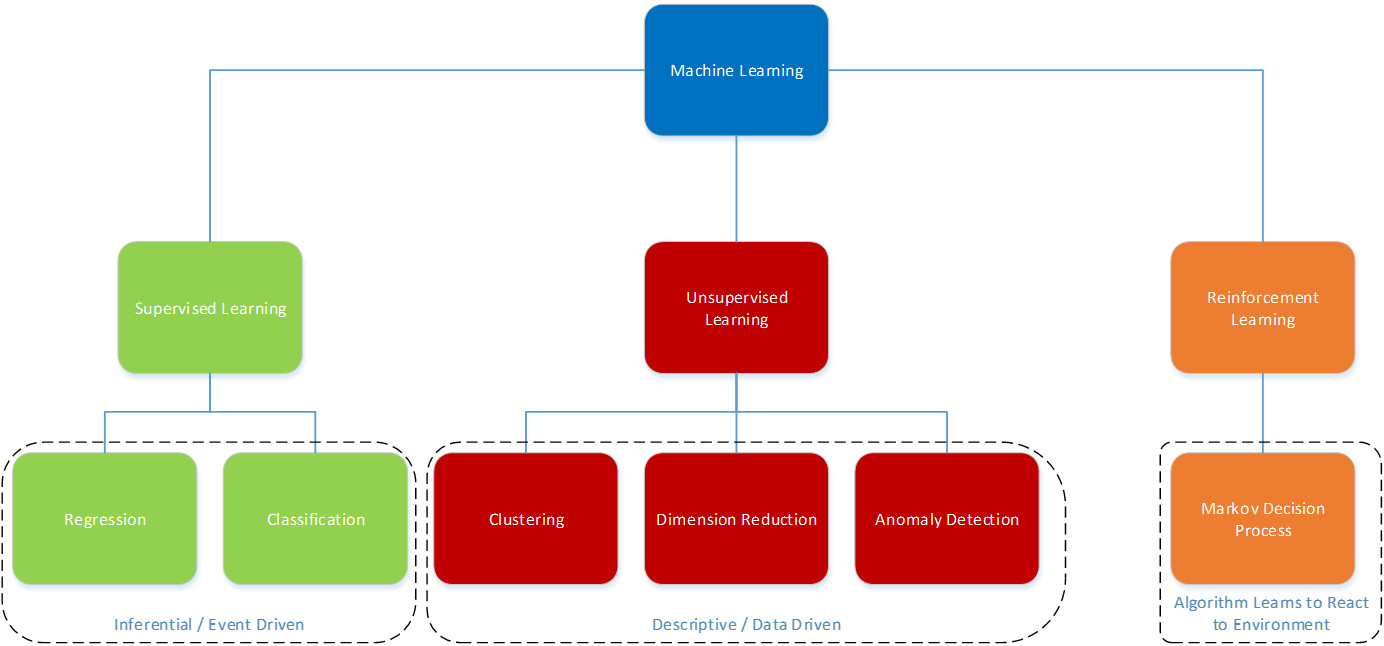 Machine Learning
Supervised Learning
Unsupervised
Learning
Reinforcement
Learning
Regression
Classification
Clustering
Dimension Reduction
Anomaly Detection
Markov Decision
Process
Inferential / Event Driven
Descriptive / Data Driven
Algorithm Learns to React
to Environment